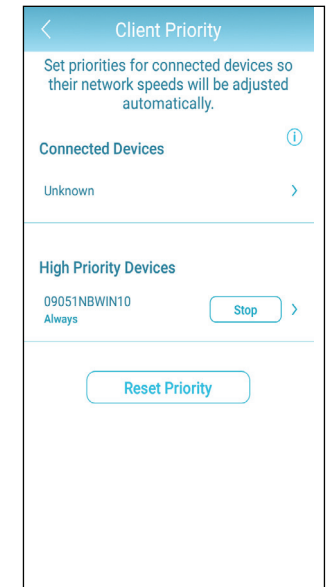 Client Priority
Set priorities for connected devices so
their network speeds will be adjusted
automatically.
Connected Devices
Unknown
High Priority Devices
09051NBWIN10
Always
Stop
Reset Priority